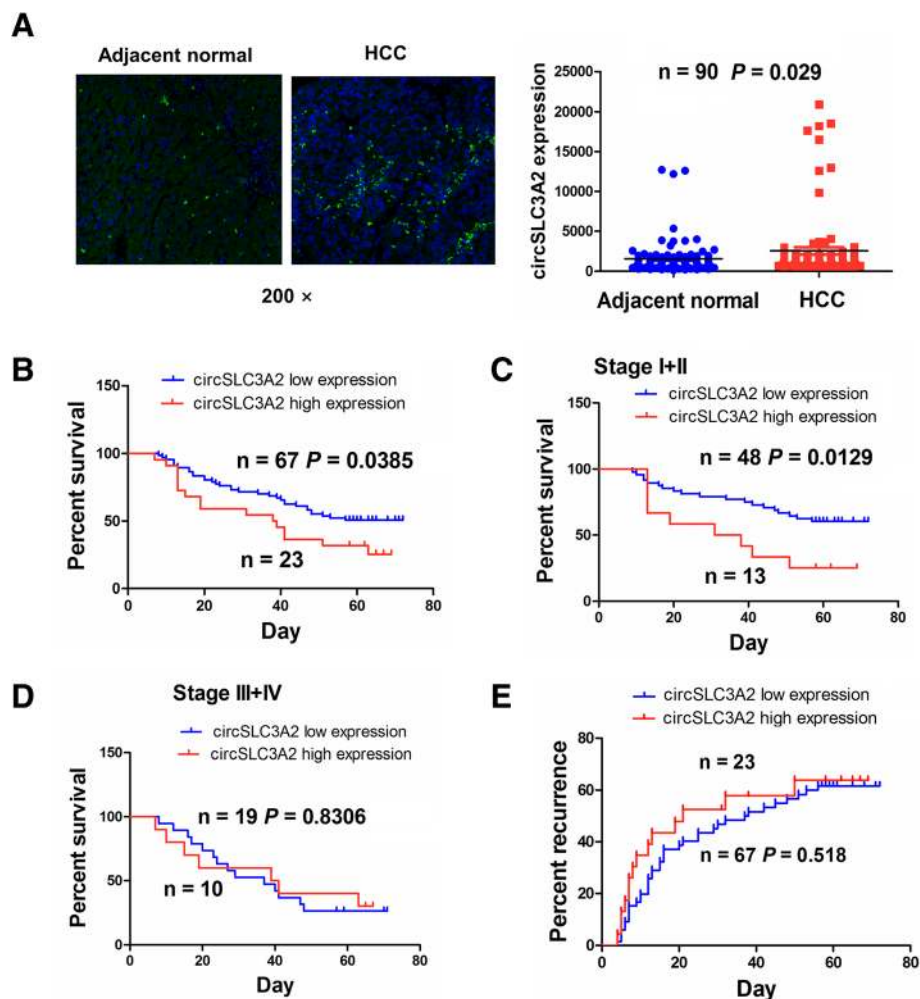 A
Adjacent normal
HCC
200 ×
n = 90 P = 0.029
circSLC3A2 expression
25000
20000
15000
10000
5000
0
Adjacent normal
HCC
B
circSLC3A2 low expression
circSLC3A2 high expression
Percent survival
150
100
50
0
n = 67 P = 0.0385
n = 23
0 20 40 60 80
Day
C
Stage I+II
circSLC3A2 low expression
circSLC3A2 high expression
Percent survival
150
100
50
0
n = 48 P = 0.0129
n = 13
0 20 40 60 80
Day
D
Stage III+IV
circSLC3A2 low expression
circSLC3A2 high expression
Percent survival
150
100
50
0
n = 19 P = 0.8306
n = 10
0 20 40 60 80
Day
E
circSLC3A2 low expression
circSLC3A2 high expression
Percent recurrence
80
60
40
20
0
n = 23
n = 67 P = 0.518
0 20 40 60 80
Day